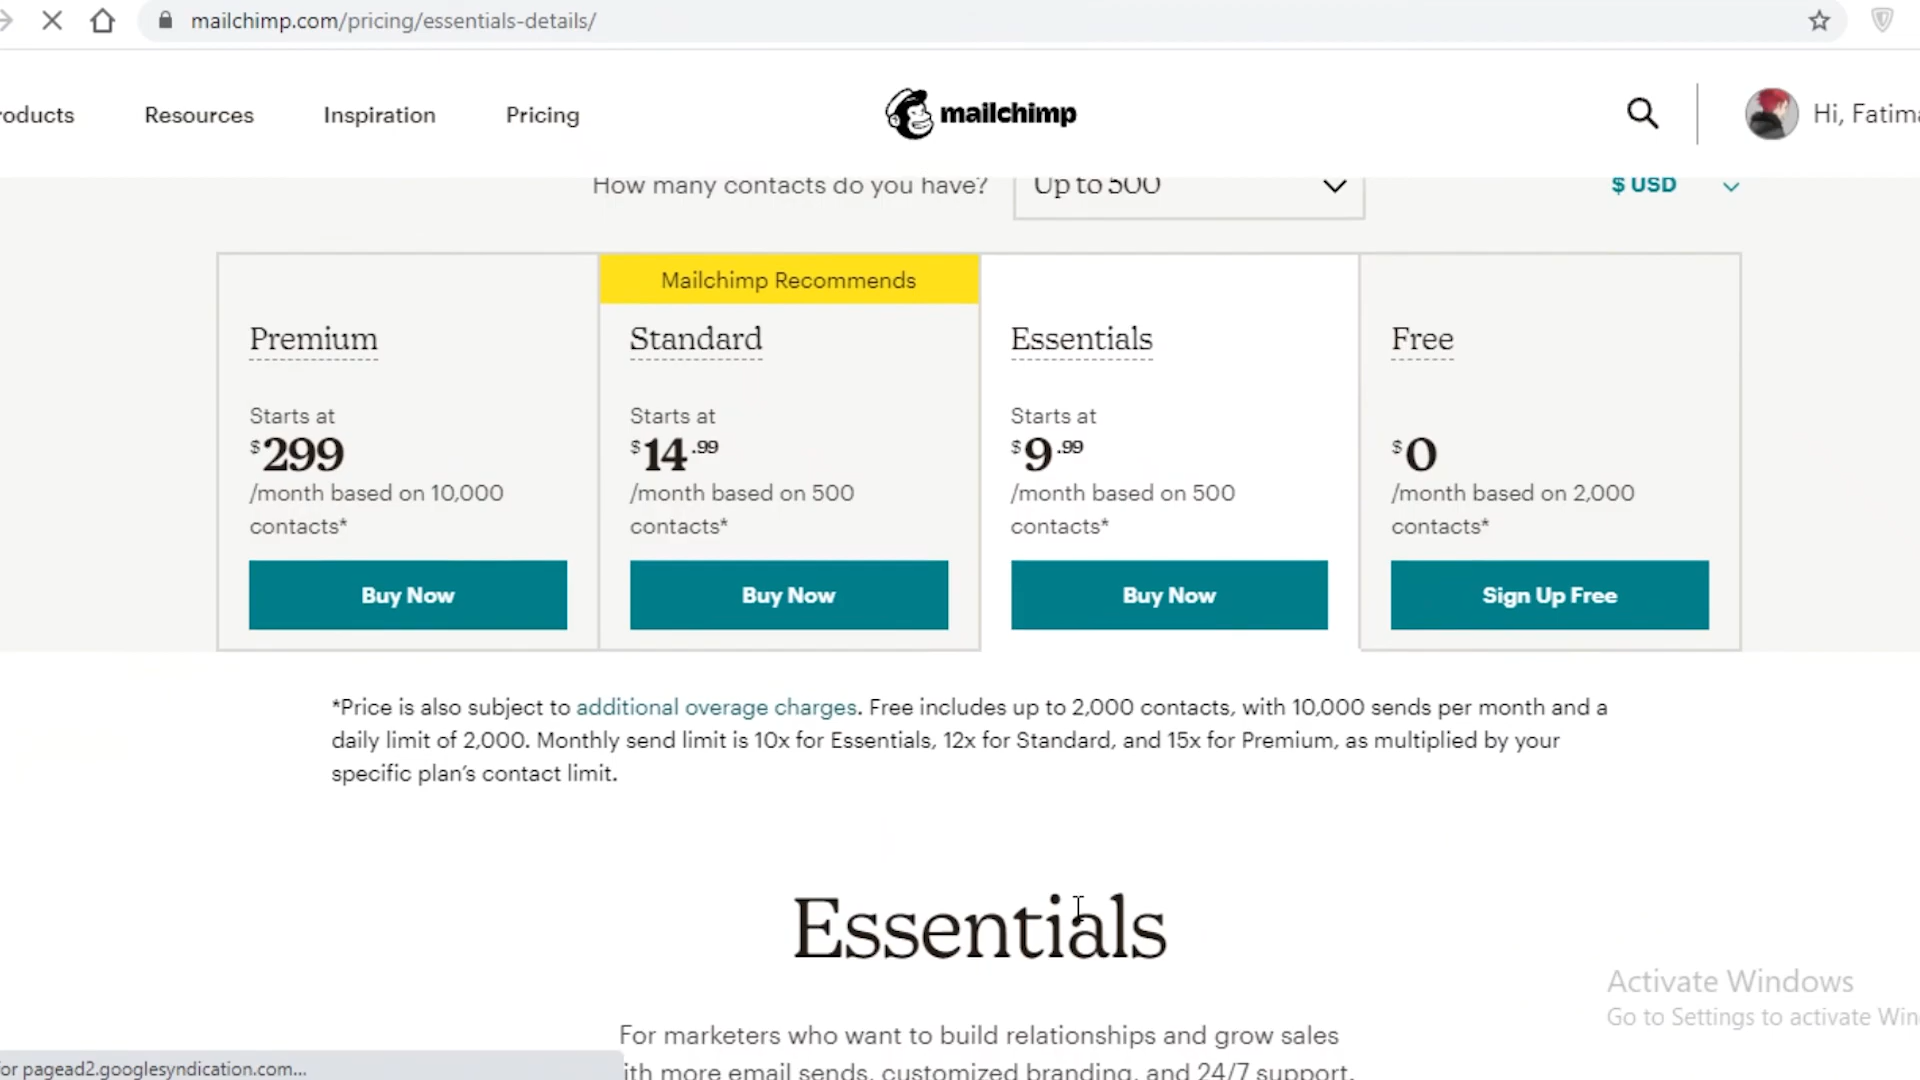 mailchimp.com/pricing/essentials-details/
Resources
Inspiration
Pricing
mailchimp
Hi,
How many contacts do you have?
Up to 500
$ USD
Mailchimp Recommends
Premium
Standard
Essentials
Free
Starts at
$299
/month based on 10,000
contacts*
Buy Now
Starts at
$14.99
/month based on 500
contacts*
Buy Now
Starts at
$9.99
/month based on 500
contacts*
Buy Now
$0
/month based on 2,000
contacts*
Sign Up Free
*Price is also subject to additional overage charges. Free includes up to 2,000 contacts, with 10,000 sends per month and a
daily limit of 2,000. Monthly send limit is 10x for Essentials, 12x for Standard, and 15x for Premium, as multiplied by your
specific plan’s contact limit.
Essentials
For marketers who want to build relationships and grow sales
more email sends, customized branding, and 24/7 support.
Activate Windows
Go to Settings to activate
pagead2.googlesyndication.com...